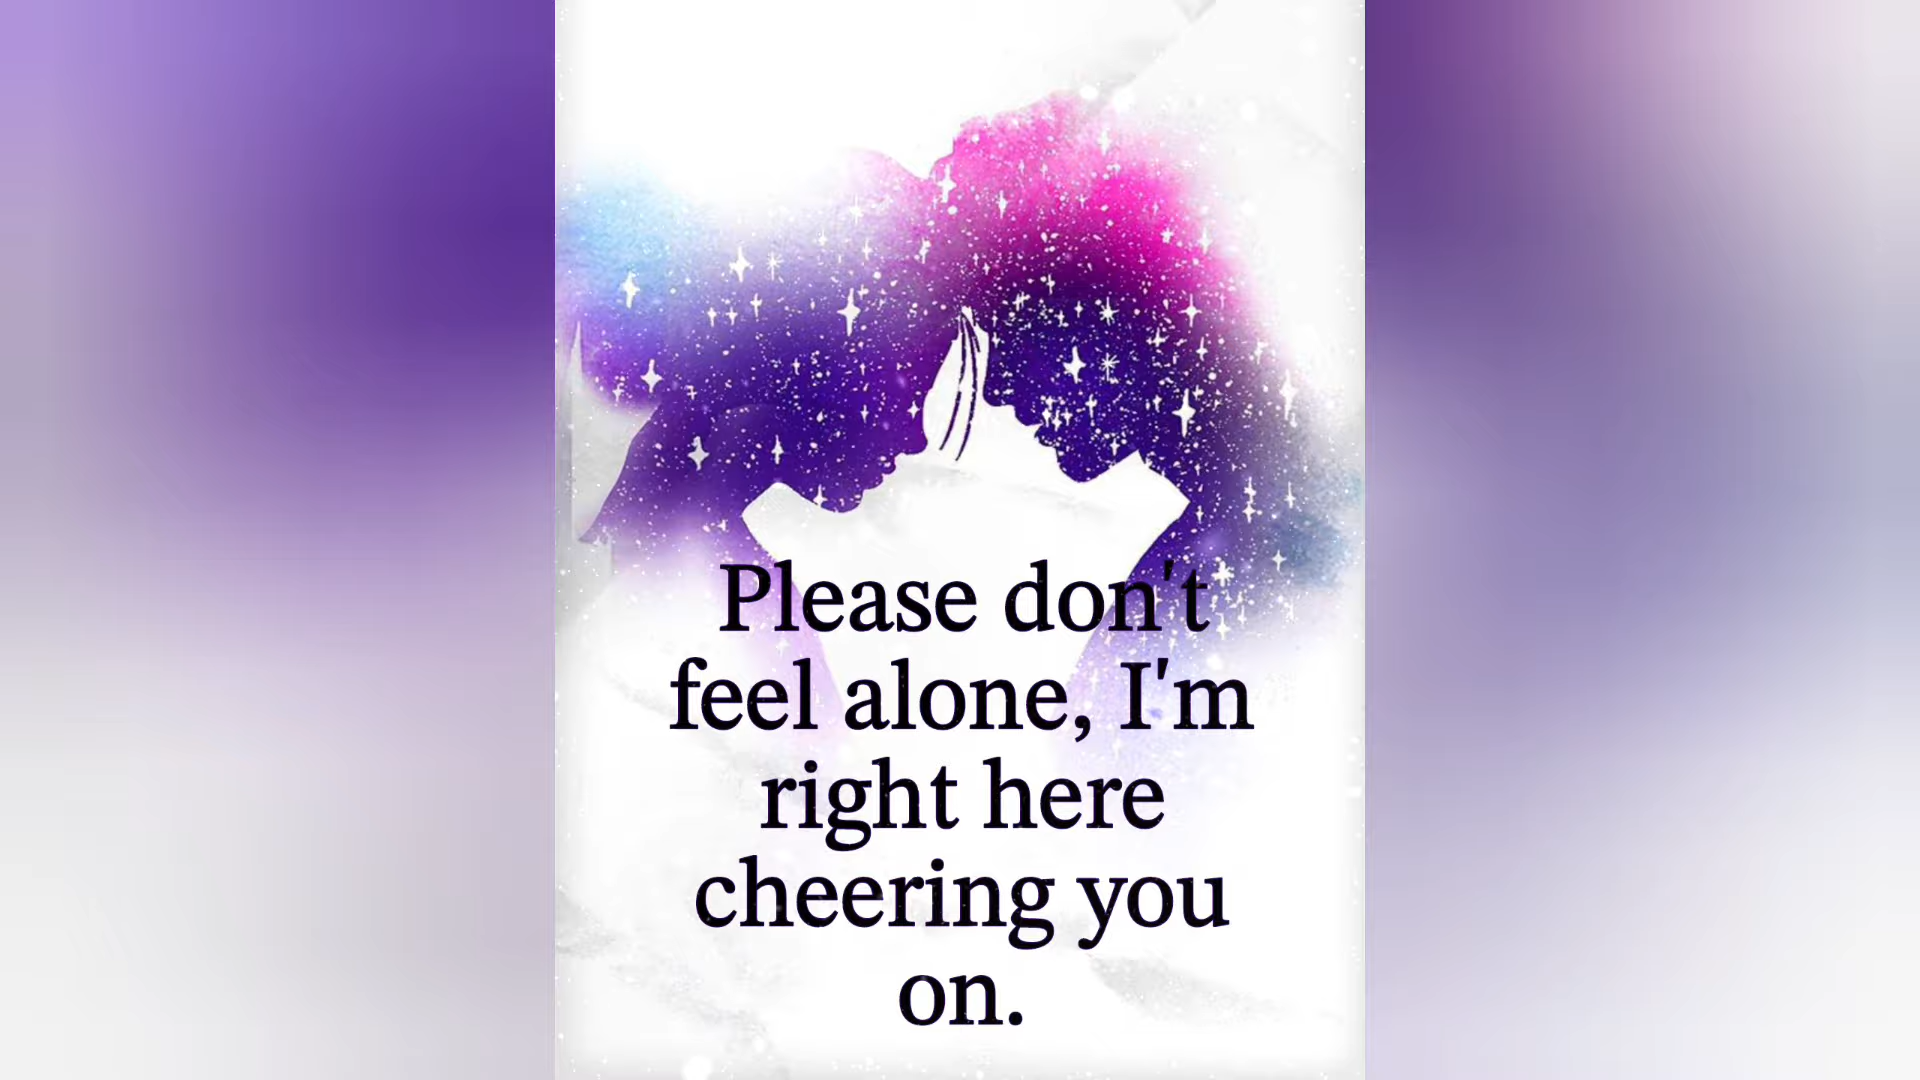 Please don't
feel alone, I'm
right here
cheering you
on.